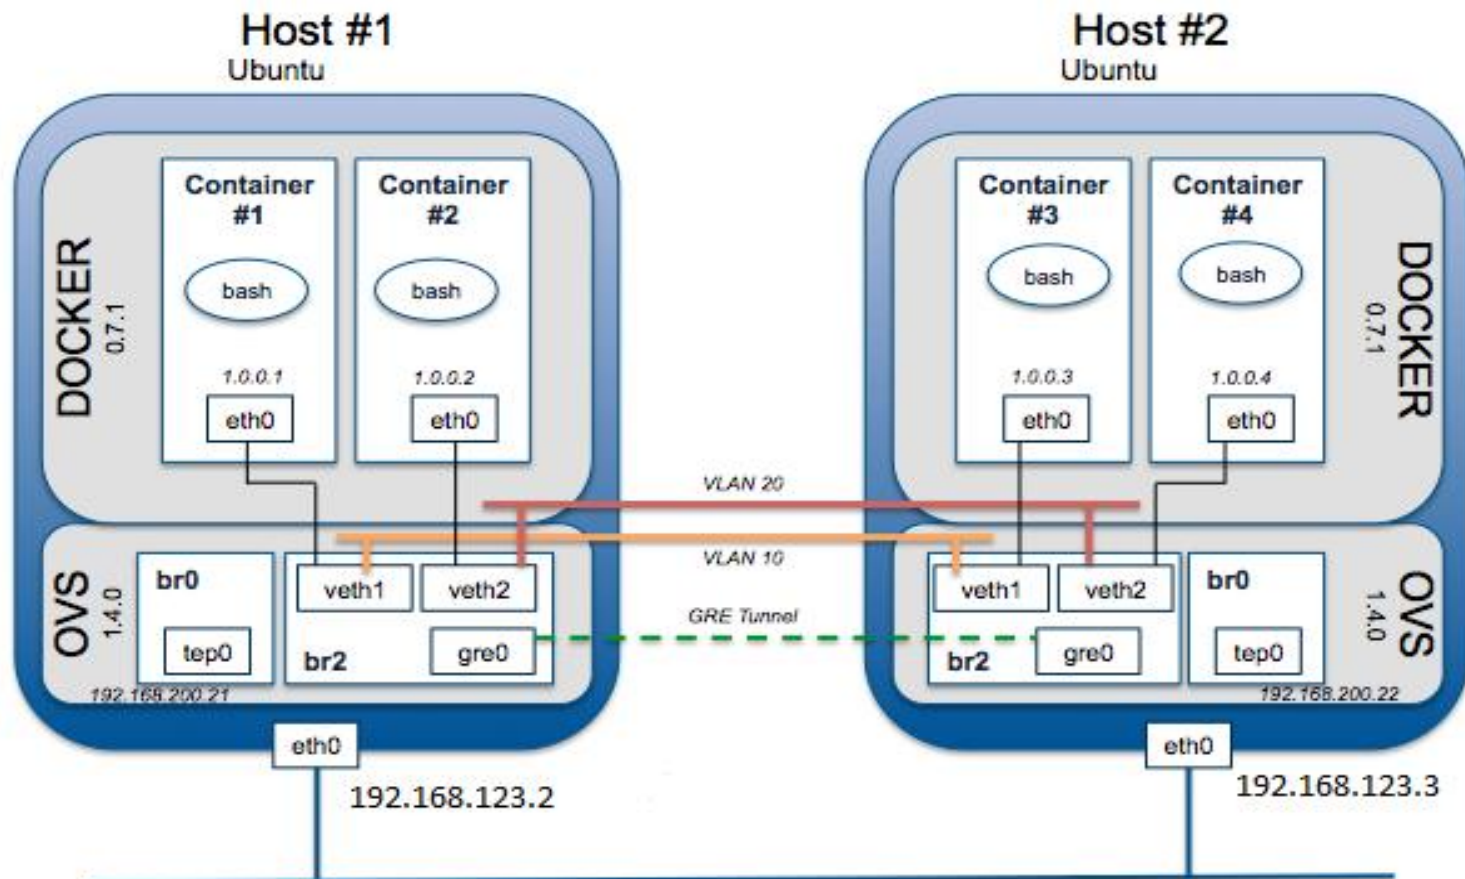 Host #1
Ubuntu
Container
#1
Container
#2
bash
bash
DOCKER
0.7.1
1.0.0.1
1.0.0.2
eth0
eth0
OVS
1.4.0
br0
tep0
veth1
veth2
br2
gre0
192.168.200.21
eth0
192.168.123.2
VLAN 20
VLAN 10
GRE Tunnel
Host #2
Ubuntu
Container
#3
Container
#4
bash
bash
DOCKER
0.7.1
1.0.0.3
1.0.0.4
eth0
eth0
veth1
veth2
br2
gre0
br0
tep0
OVS
1.4.0
192.168.200.22
eth0
192.168.123.3